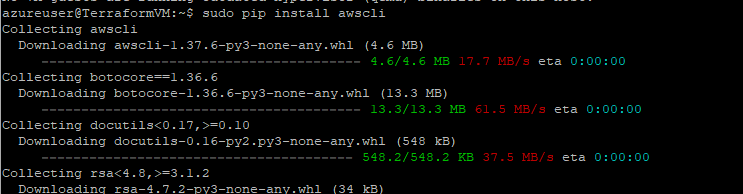 azureuser@TerraformVM:~$ sudo pip install awscli
Collecting awscli
Downloading awscli-1.37.6-py3-none-any.whl (4.6 MB)
---------------------------------------- 4.6/4.6 MB 17.7 MB/s eta 0:00:00
Collecting botocore==1.36.6
Downloading botocore-1.36.6-py3-none-any.whl (13.3 MB)
---------------------------------------- 13.3/13.3 MB 61.5 MB/s eta 0:00:00
Collecting docutils<0.17,>=0.10
Downloading docutils-0.16-py2.py3-none-any.whl (548 kB)
--------------------------------------- 548.2/548.2 KB 37.5 MB/s eta 0:00:00
Collecting rsa<4.8,>=3.1.2
Downloading rsa-4.7.2-py3-none-any.whl (34 kB)